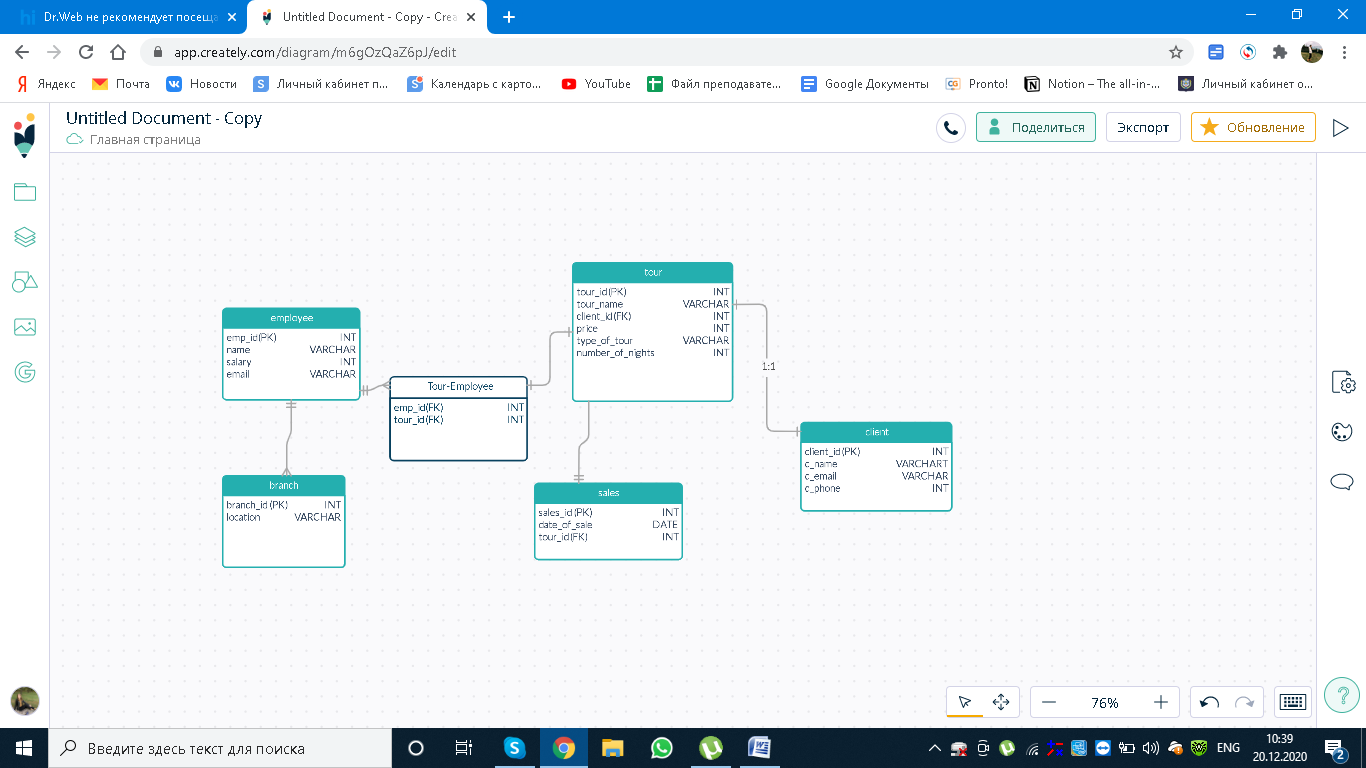 Dr.Web не рекомендует посеща
Untitled Document - Copy - Crea
app.creately.com/diagram/m6gOzQaZ6pJ/edit
Яндекс
Почта
Новости
Личный кабинет п...
Календарь с карто...
YouTube
Файл преподавате...
Google Документы
Pronto!
Notion – The all-in-...
Личный кабинет о...
Untitled Document - Copy
Главная страница
Поделиться
Экспорт
Обновление
tour
tour_id(PK) INT
tour_name VARCHAR
client_id(FK) INT
price INT
type_of_tour VARCHAR
number_of_nights INT
employee
emp_id(PK) INT
name VARCHAR
salary INT
email VARCHAR
1:1
Tour-Employee
emp_id(FK) INT
tour_id(FK) INT
client
client_id(PK) INT
c_name VARCHART
c_email VARCHAR
c_phone INT
branch
branch_id (PK) INT
location VARCHAR
sales
sales_id (PK) INT
date_of_sale DATE
tour_id(FK) INT
76%
Введите здесь текст для поиска
ENG
10:39
20.12.2020
2